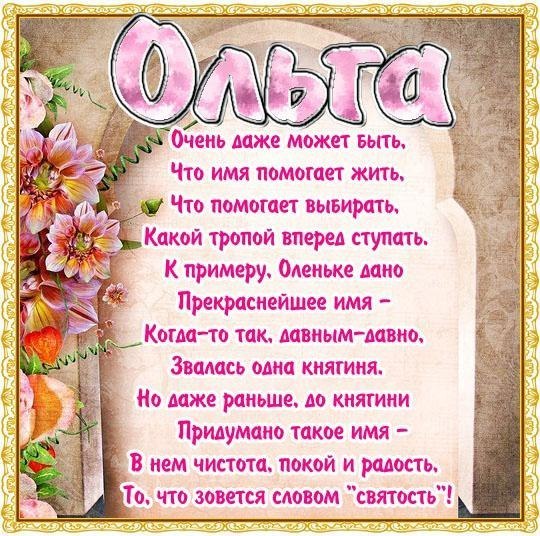 Ольга
Очень даже может быть,
Что имя помогает жить,
Что помогает выбирать,
Какой тропой вперед ступать.
К примеру, Оленьке дано
Прекраснейшее имя –
Когда-то так, давным-давно,
Звалась одна княгиня.
Но даже раньше, до княгини
Придумано такое имя –
В нем чистота, покой и радость,
То, что зовется словом "святость"!